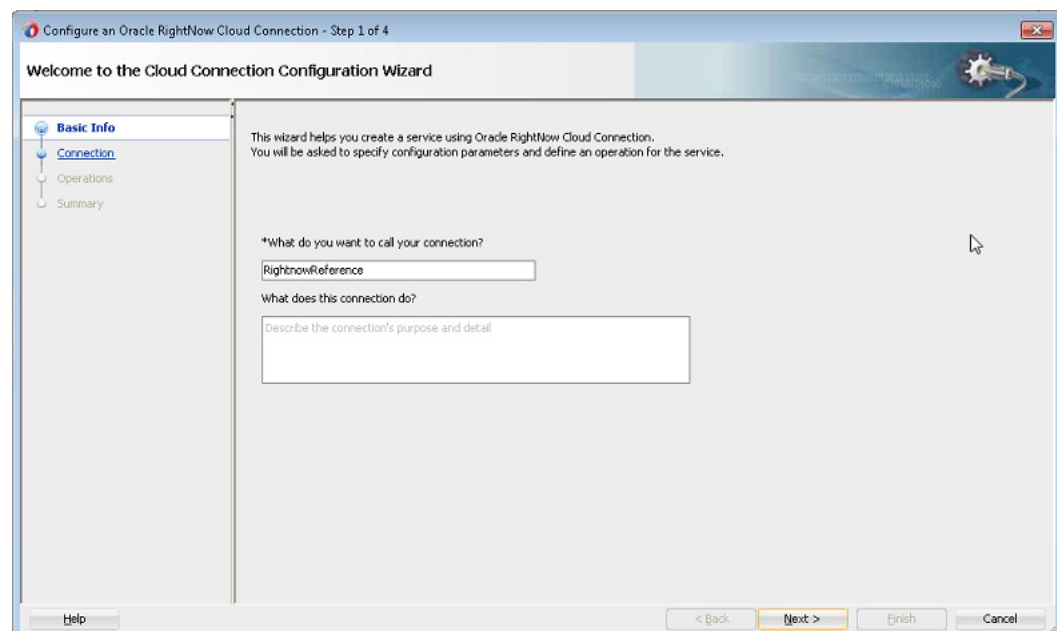 Configure an Oracle RightNow Cloud Connection - Step 1 of 4
Welcome to the Cloud Connection Configuration Wizard
Basic Info
Connection
Operations
Summary
This wizard helps you create a service using Oracle RightNow Cloud Connection.
You will be asked to specify configuration parameters and define an operation for the service.
*What do you want to call your connection?
RightnowReference
What does this connection do?
Describe the connection's purpose and detail
Help
< Back
Next >
Finish
Cancel